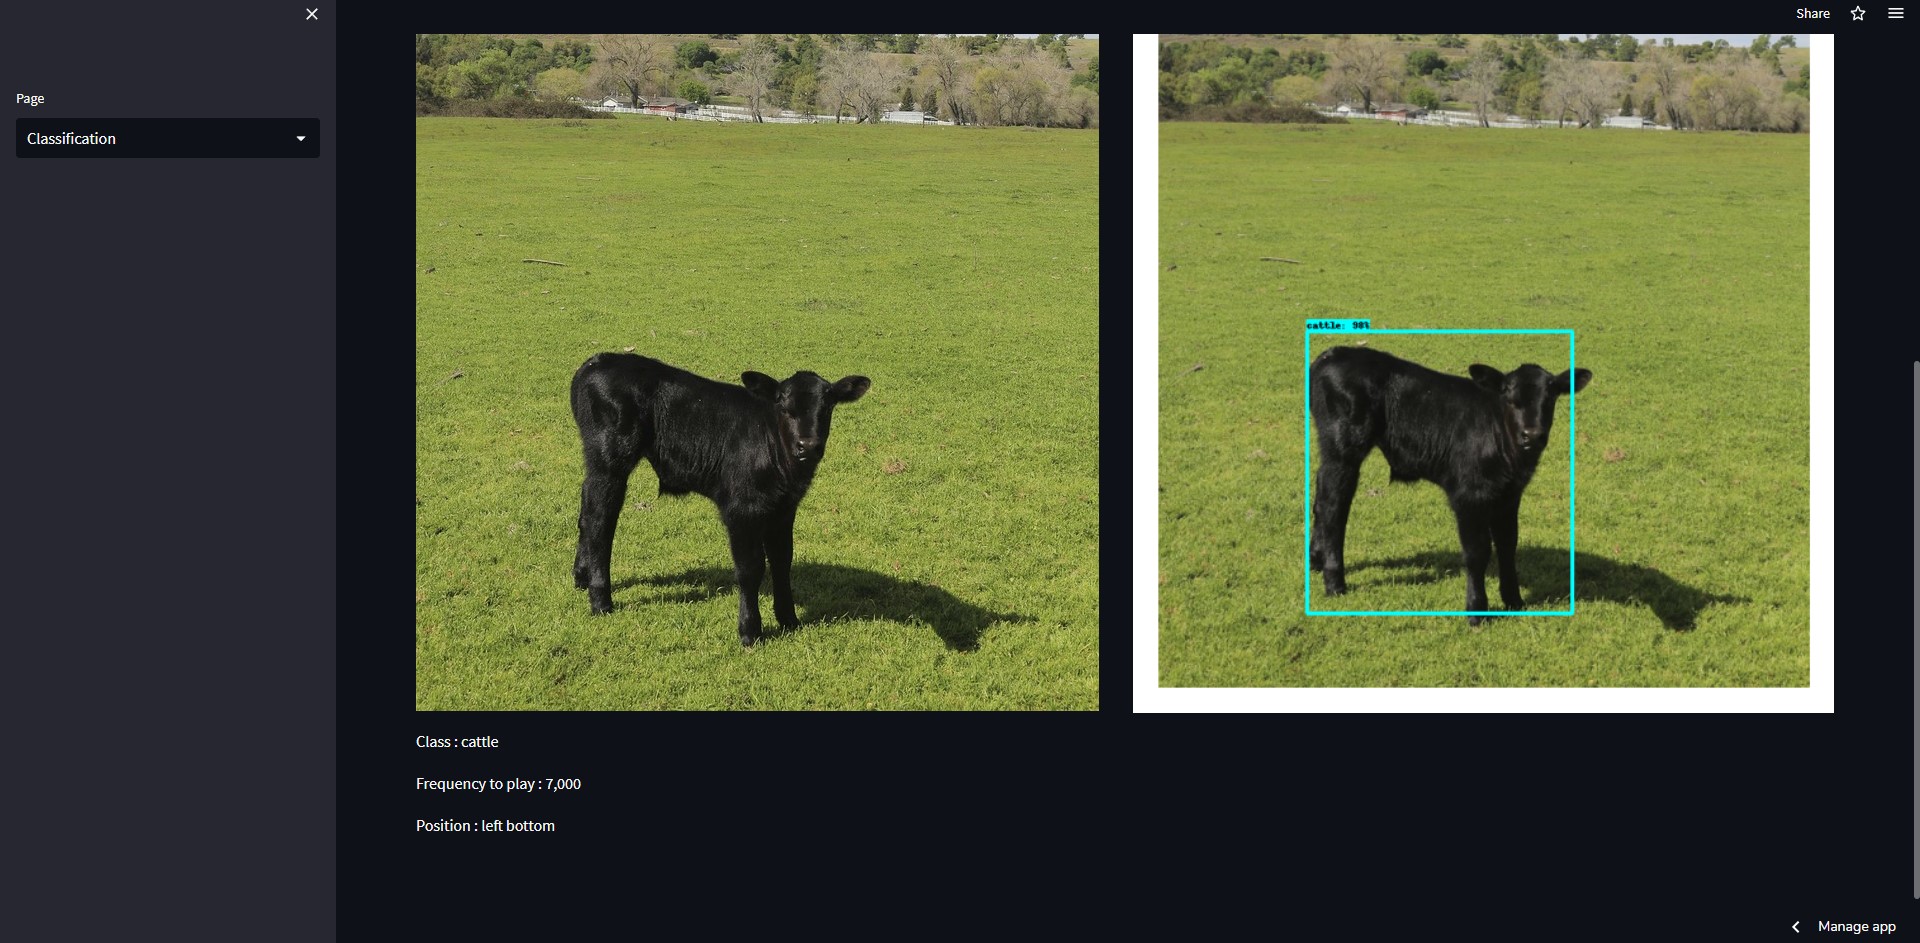 Share
Page
Classification
cattle: 98%
Class : cattle
Frequency to play : 7,000
Position : left bottom
Manage app